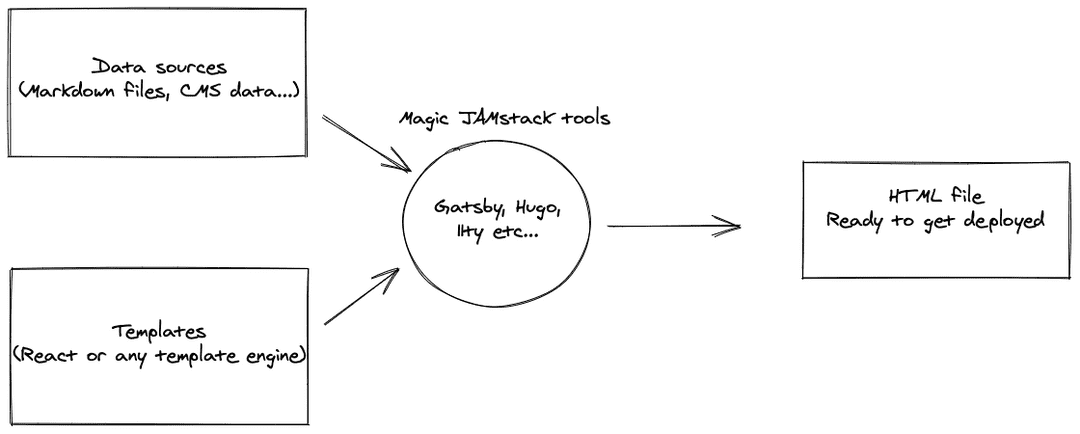 Data sources
(Markdown files, CMS data...)
Magic JAMstack tools
Gatsby, Hugo,
11ty etc...
HTML file
Ready to get deployed
Templates
(React or any template engine)